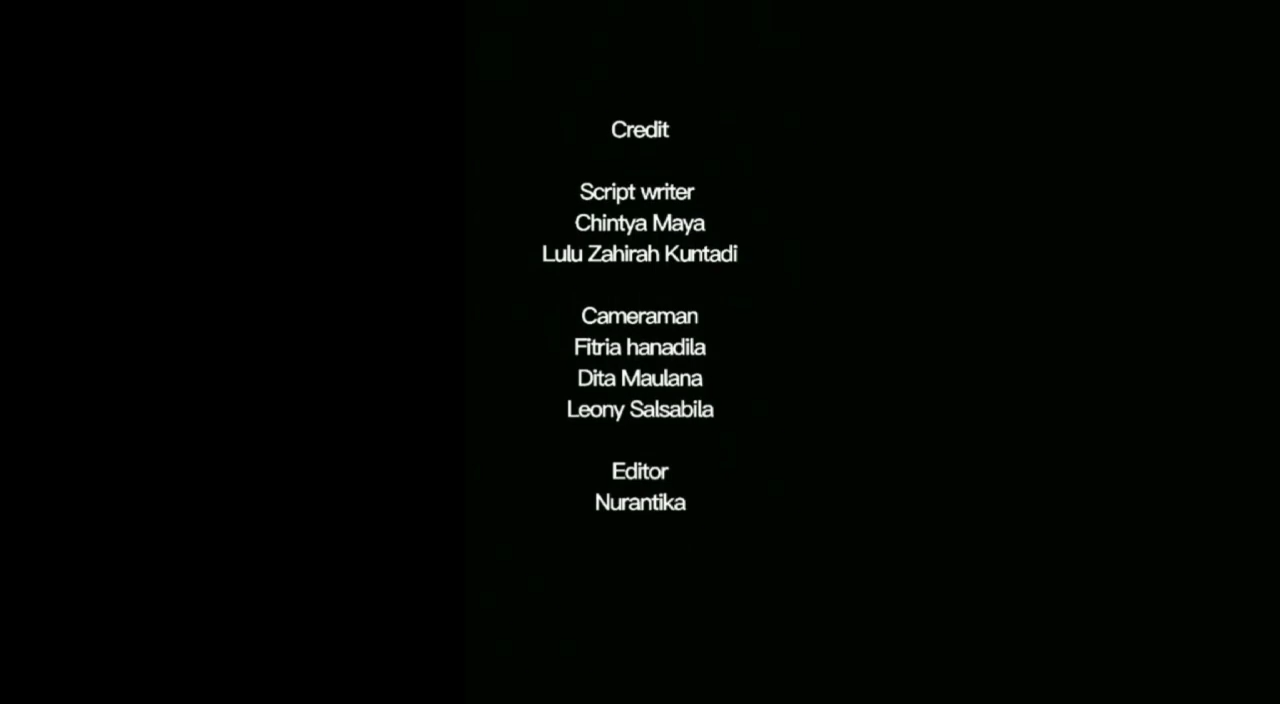 Credit
Script writer
Chintya Maya
Lulu Zahirah Kuntadi
Cameraman
Fitria hanadila
Dita Maulana
Leony Salsabila
Editor
Nurantika